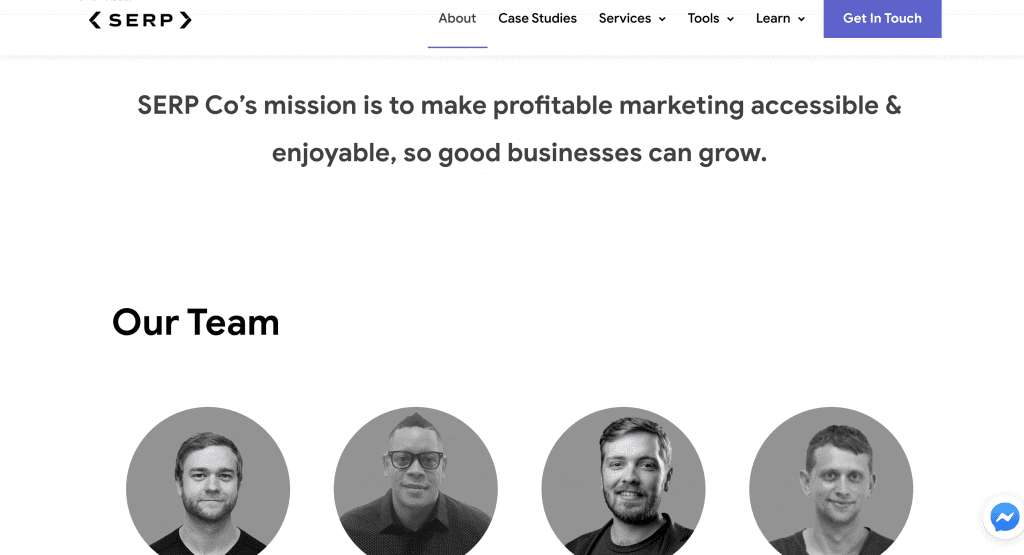 SERP
About Case Studies Services Tools Learn Get In Touch
SERP Co’s mission is to make profitable marketing accessible &
enjoyable, so good businesses can grow.
Our Team